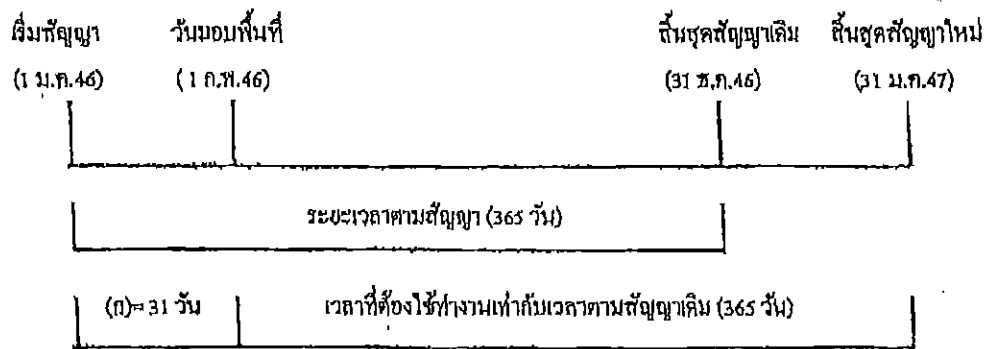 เริ่มสัญญา วันมอบพื้นที่ สิ้นสุดสัญญาเดิม สิ้นสุดสัญญาใหม่
(1 ม.ค.46) (1 ก.พ.46) (31 ธ.ค.46) (31 ม.ค.47)
ระยะเวลาตามสัญญา (365 วัน)
(ก)= 31 วัน เวลาที่ต้องใช้ทำงานเท่ากับเวลาตามสัญญาเดิม (365 วัน)